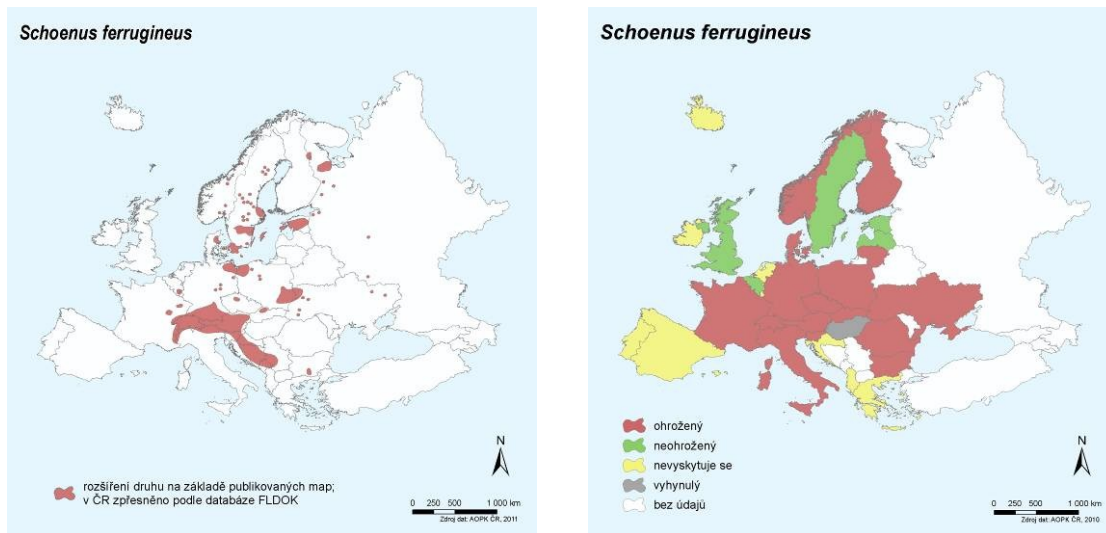 Schoenus ferrugineus
N
rozšíření druhu na základě publikovaných map;
v ČR zpřesněno podle databáze FLDOK
0 250 500 1 000 km
Zdroj dat: AOPK ČR, 2011
Schoenus ferrugineus
ohrožený
neohrožený
nevyskytuje se
vyhynulý
bez údajů
N
0 250 500 1 000 km
Zdroj dat: AOPK ČR, 2010